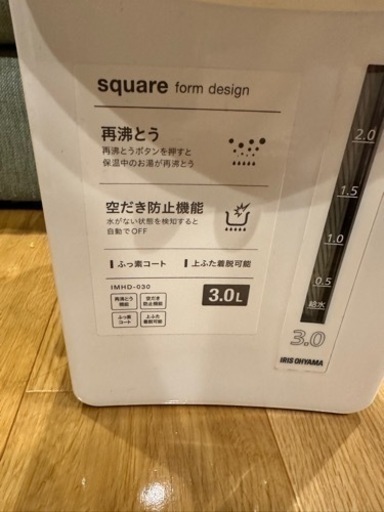 square form design
再沸とう
再沸とうボタンを押すと
保温中のお湯が再沸とう
空だき防止機能
水がない状態を検知すると
自動でOFF
ふっ素コート
上ふた着脱可能
IMHD-030
再沸とう
機能
空だき
防止機能
ふっ素
コート
上ふた
着脱可能
3.0L
2.0
1.5
1.0
0.5
給水
3.0
IRIS OHYAMA